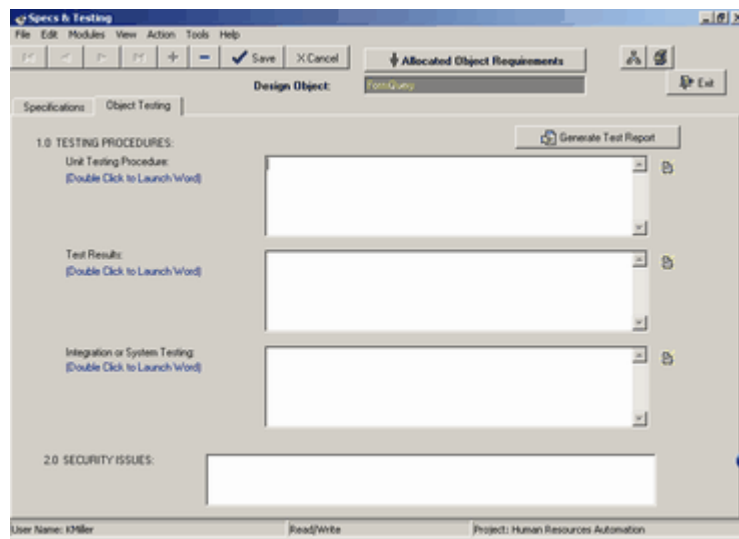 Specs & Testing
File Edit Modules View Action Tools Help
Save X Cancel Allocated Object Requirements
Exit
Design Object: FormQuery
Specifications Object Testing
Generate Test Report
1.0 TESTING PROCEDURES:
Unit Testing Procedure:
(Double Click to Launch Word)
Test Results:
(Double Click to Launch Word)
Integration or System Testing:
(Double Click to Launch Word)
2.0 SECURITY ISSUES:
User Name: KMiller Read/Write Project: Human Resources Automation